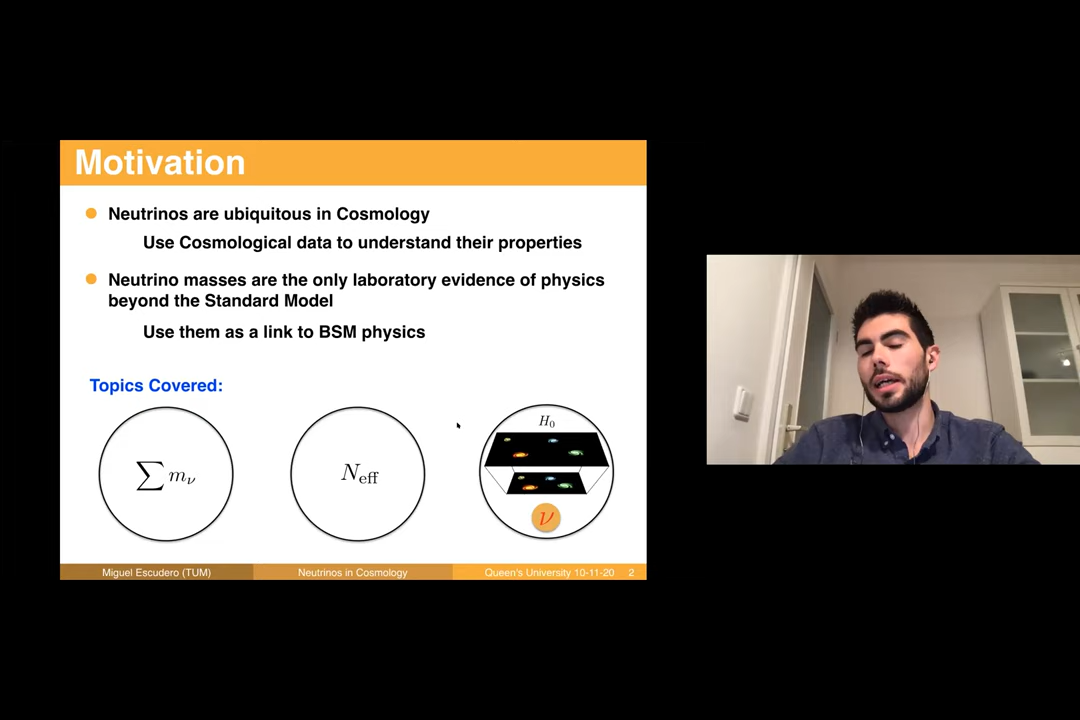 Motivation
Neutrinos are ubiquitous in Cosmology
Use Cosmological data to understand their properties
Neutrino masses are the only laboratory evidence of physics
beyond the Standard Model
Use them as a link to BSM physics
Topics Covered:
∑ mν
Neff
H0
ν
Miguel Escudero (TUM)
Neutrinos in Cosmology
Queen's University 10-11-20 2